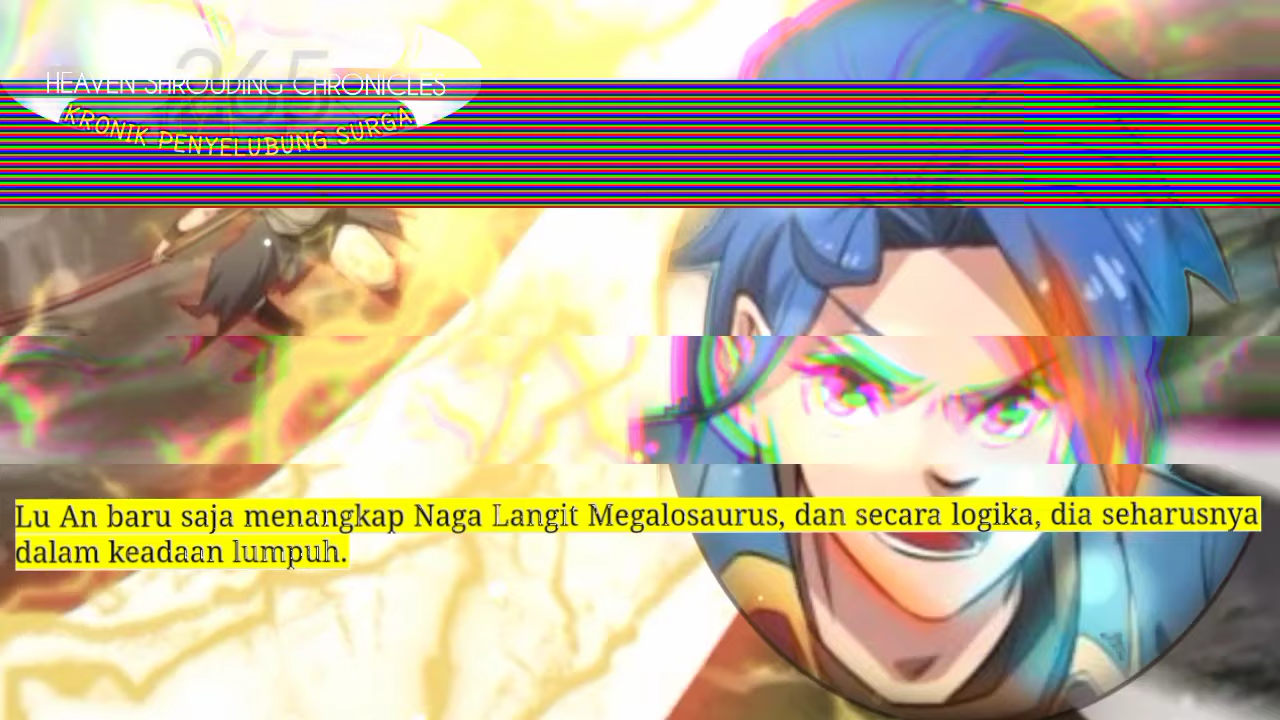 265
HEAVEN SHROUDING CHRONICLES
KRONIK PENYELUBUNG SURGA
Lu An baru saja menangkap Naga Langit Megalosaurus, dan secara logika, dia seharusnya
dalam keadaan lumpuh.